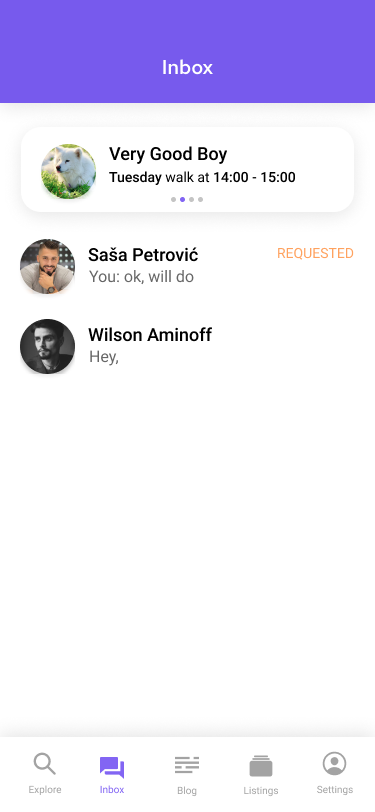 Inbox
Very Good Boy
Tuesday walk at 14:00 - 15:00
Saša Petrović
REQUESTED
You: ok, will do
Wilson Aminoff
Hey,
Explore
Inbox
Blog
Listings
Settings